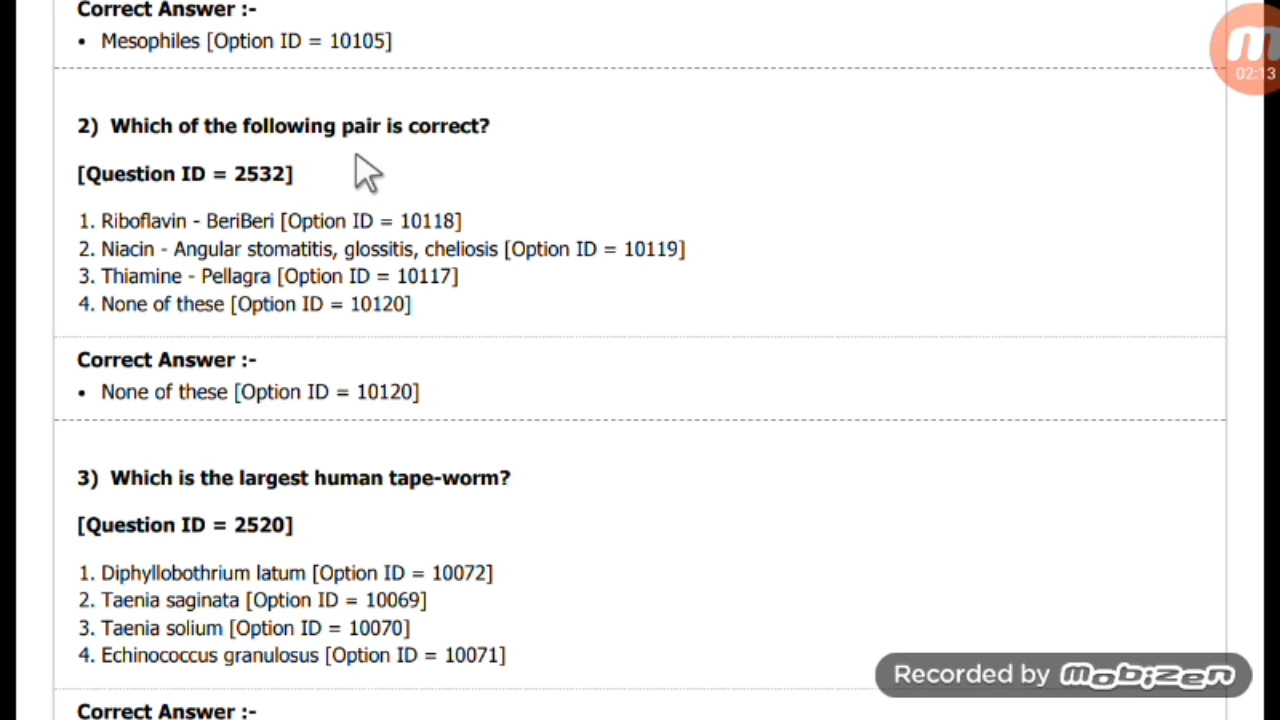 Correct Answer :-
• Mesophiles [Option ID = 10105]
02:13
2) Which of the following pair is correct?
[Question ID = 2532]
1. Riboflavin - BeriBeri [Option ID = 10118]
2. Niacin - Angular stomatitis, glossitis, cheliosis [Option ID = 10119]
3. Thiamine - Pellagra [Option ID = 10117]
4. None of these [Option ID = 10120]
Correct Answer :-
• None of these [Option ID = 10120]
3) Which is the largest human tape-worm?
[Question ID = 2520]
1. Diphyllobothrium latum [Option ID = 10072]
2. Taenia saginata [Option ID = 10069]
3. Taenia solium [Option ID = 10070]
4. Echinococcus granulosus [Option ID = 10071]
Recorded by mobizen
Correct Answer :-